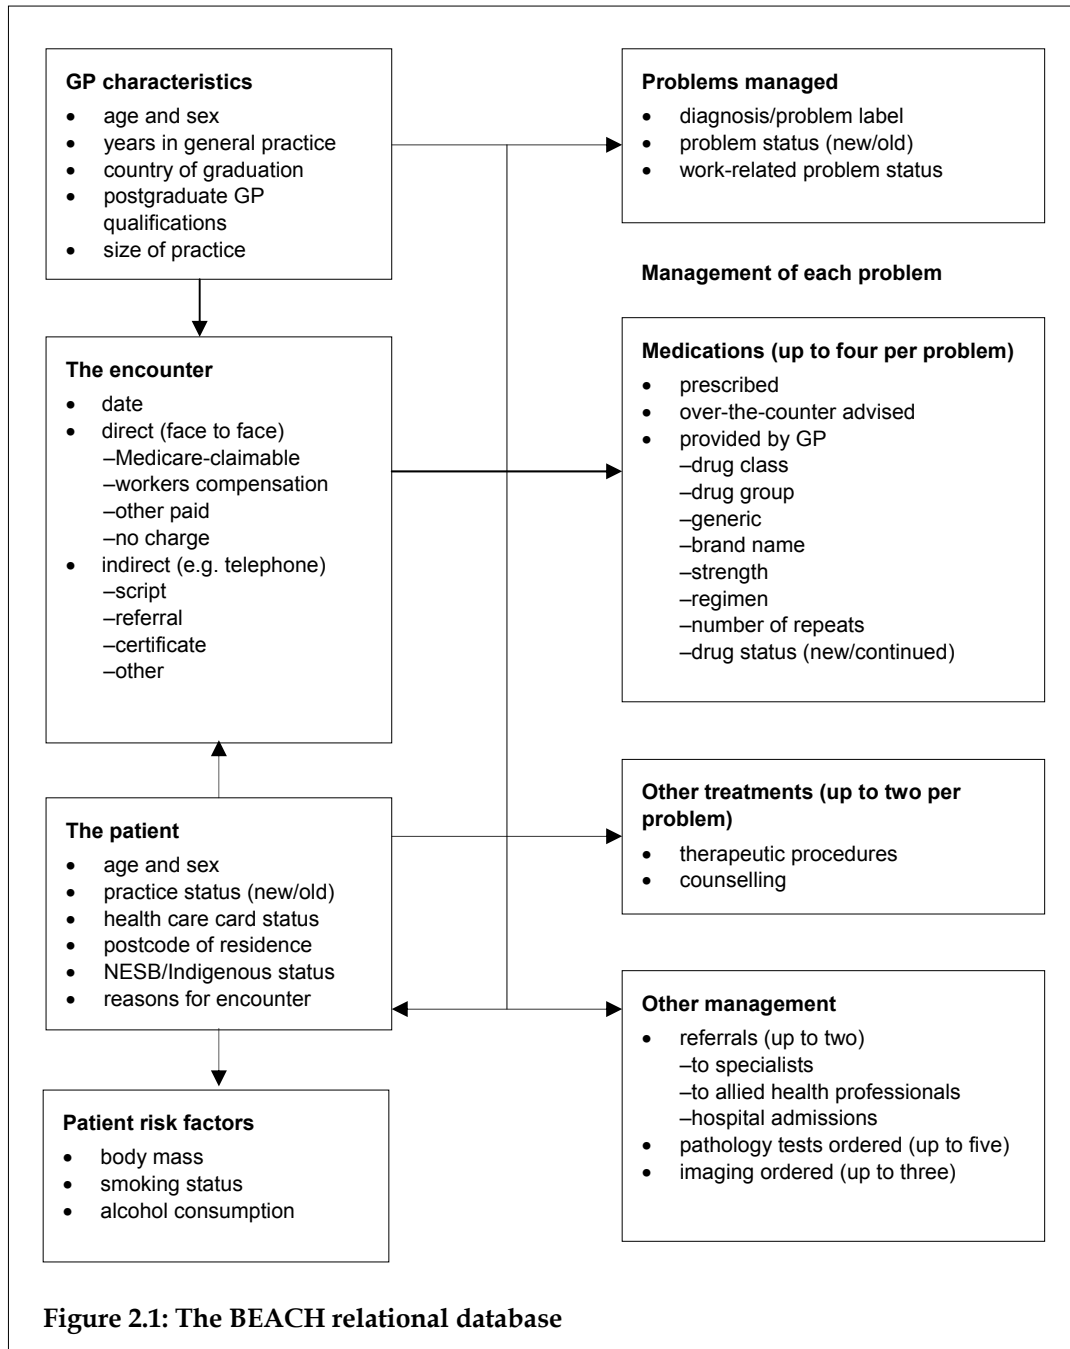 GP characteristics
• age and sex
• years in general practice
• country of graduation
• postgraduate GP
qualifications
• size of practice
The encounter
• date
• direct (face to face)
–Medicare-claimable
–workers compensation
–other paid
–no charge
• indirect (e.g. telephone)
–script
–referral
–certificate
–other
The patient
• age and sex
• practice status (new/old)
• health care card status
• postcode of residence
• NESB/Indigenous status
• reasons for encounter
Patient risk factors
• body mass
• smoking status
• alcohol consumption
Problems managed
• diagnosis/problem label
• problem status (new/old)
• work-related problem status
Management of each problem
Medications (up to four per problem)
• prescribed
• over-the-counter advised
• provided by GP
–drug class
–drug group
–generic
–brand name
–strength
–regimen
–number of repeats
–drug status (new/continued)
Other treatments (up to two per
problem)
• therapeutic procedures
• counselling
Other management
• referrals (up to two)
–to specialists
–to allied health professionals
–hospital admissions
• pathology tests ordered (up to five)
• imaging ordered (up to three)
Figure 2.1: The BEACH relational database